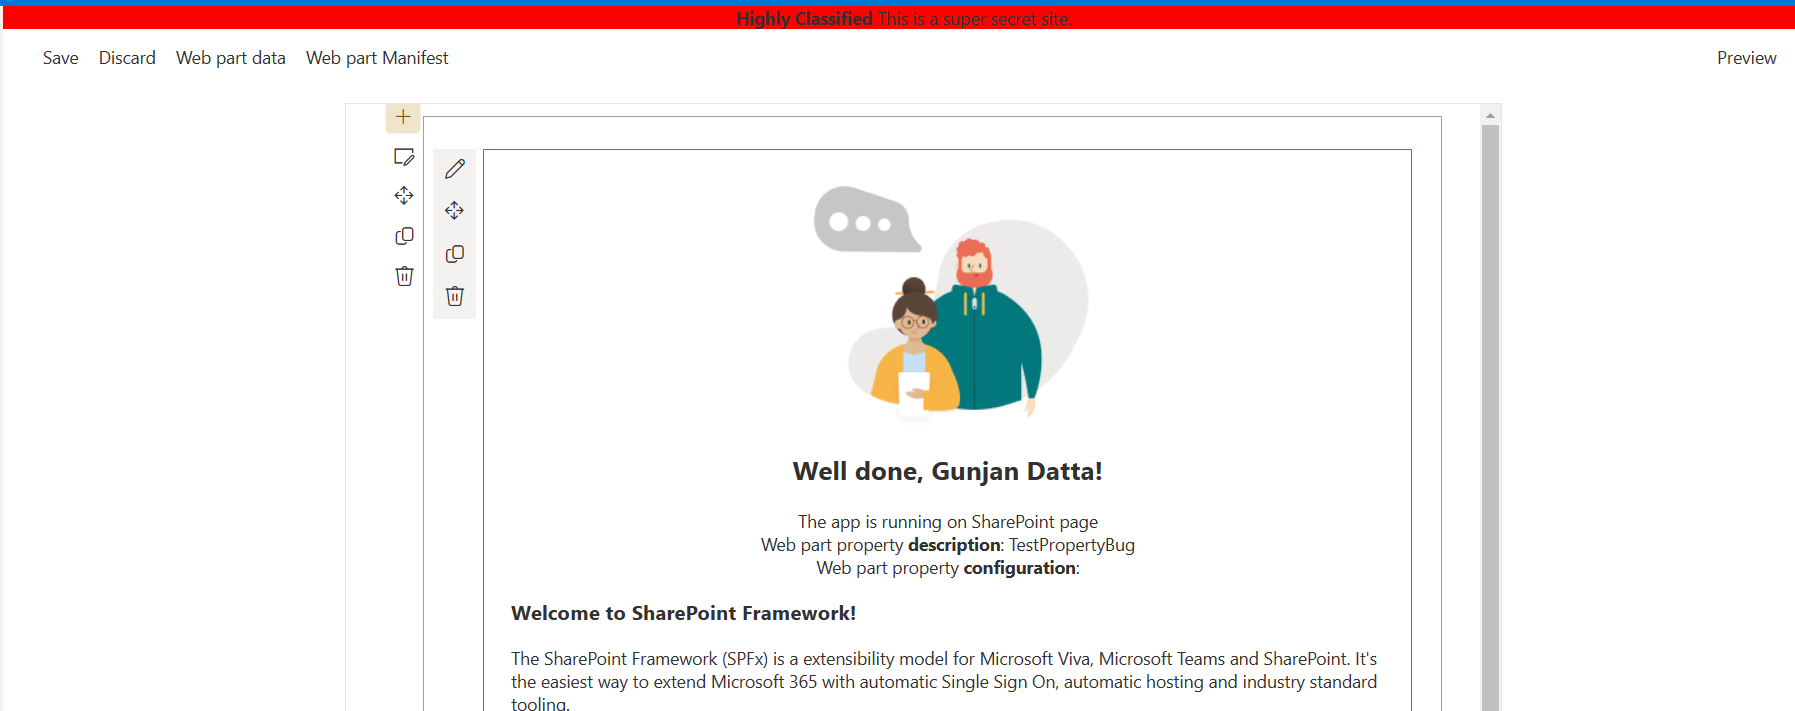 Highly Classified This is a super secret site.
Save Discard Web part data Web part Manifest Preview
Well done, Gunjan Datta!
The app is running on SharePoint page
Web part property description: TestPropertyBug
Web part property configuration:
Welcome to SharePoint Framework!
The SharePoint Framework (SPFx) is a extensibility model for Microsoft Viva, Microsoft Teams and SharePoint. It's
the easiest way to extend Microsoft 365 with automatic Single Sign On, automatic hosting and industry standard
tooling.